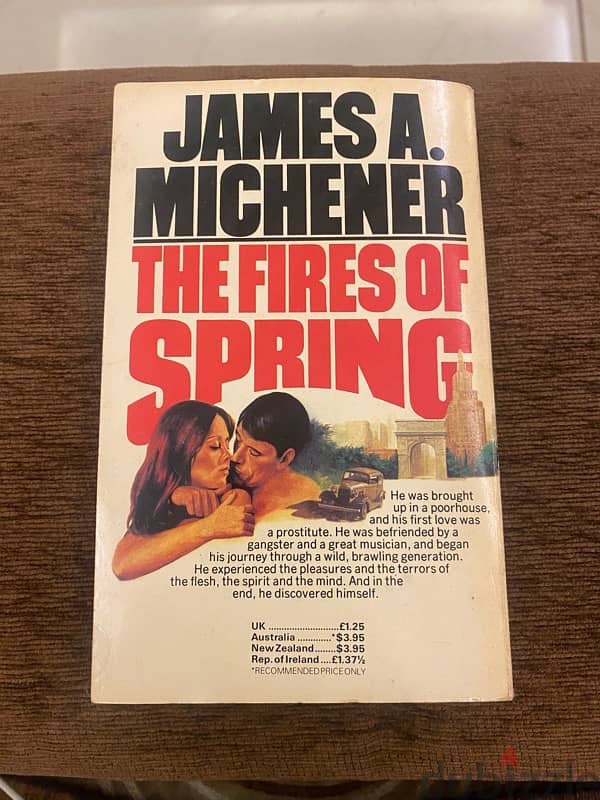 JAMES A.
MICHENER
THE FIRES OF
SPRING
He was brought
up in a poorhouse,
and his first love was
a prostitute. He was befriended by a
gangster and a great musician, and began
his journey through a wild, brawling generation.
He experienced the pleasures and the terrors of
the flesh, the spirit and the mind. And in the
end, he discovered himself.
UK ...........................£1.25
Australia .............*$3.95
New Zealand........$3.95
Rep. of Ireland....£1.37½
*RECOMMENDED PRICE ONLY
dubizzle